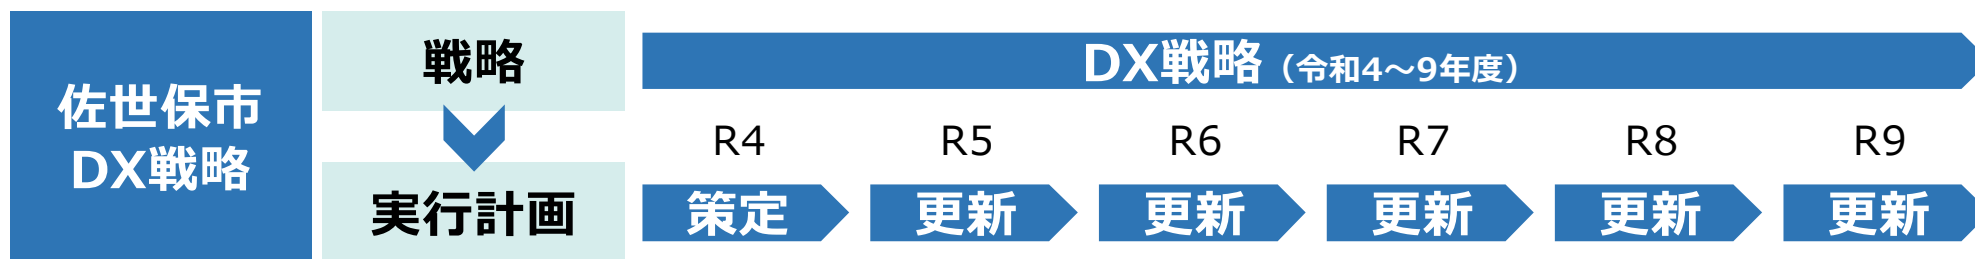 佐世保市
DX戦略
戦略
実行計画
DX戦略（令和4～9年度）
R4 R5 R6 R7 R8 R9
策定 更新 更新 更新 更新 更新